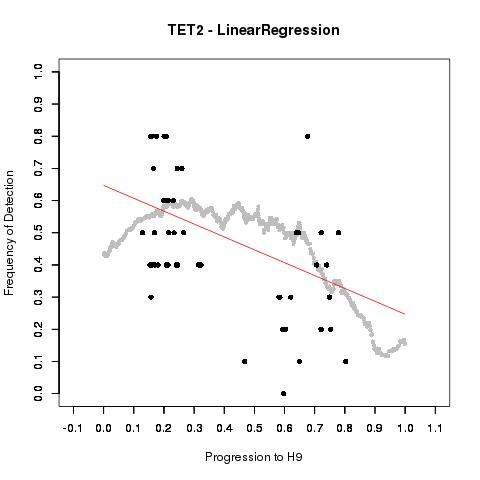 TET2 - LinearRegression
Frequency of Detection
1.0
0.9
0.8
0.7
0.6
0.5
0.4
0.3
0.2
0.1
0.0
-0.1 0.0 0.1 0.2 0.3 0.4 0.5 0.6 0.7 0.8 0.9 1.0 1.1
Progression to H9